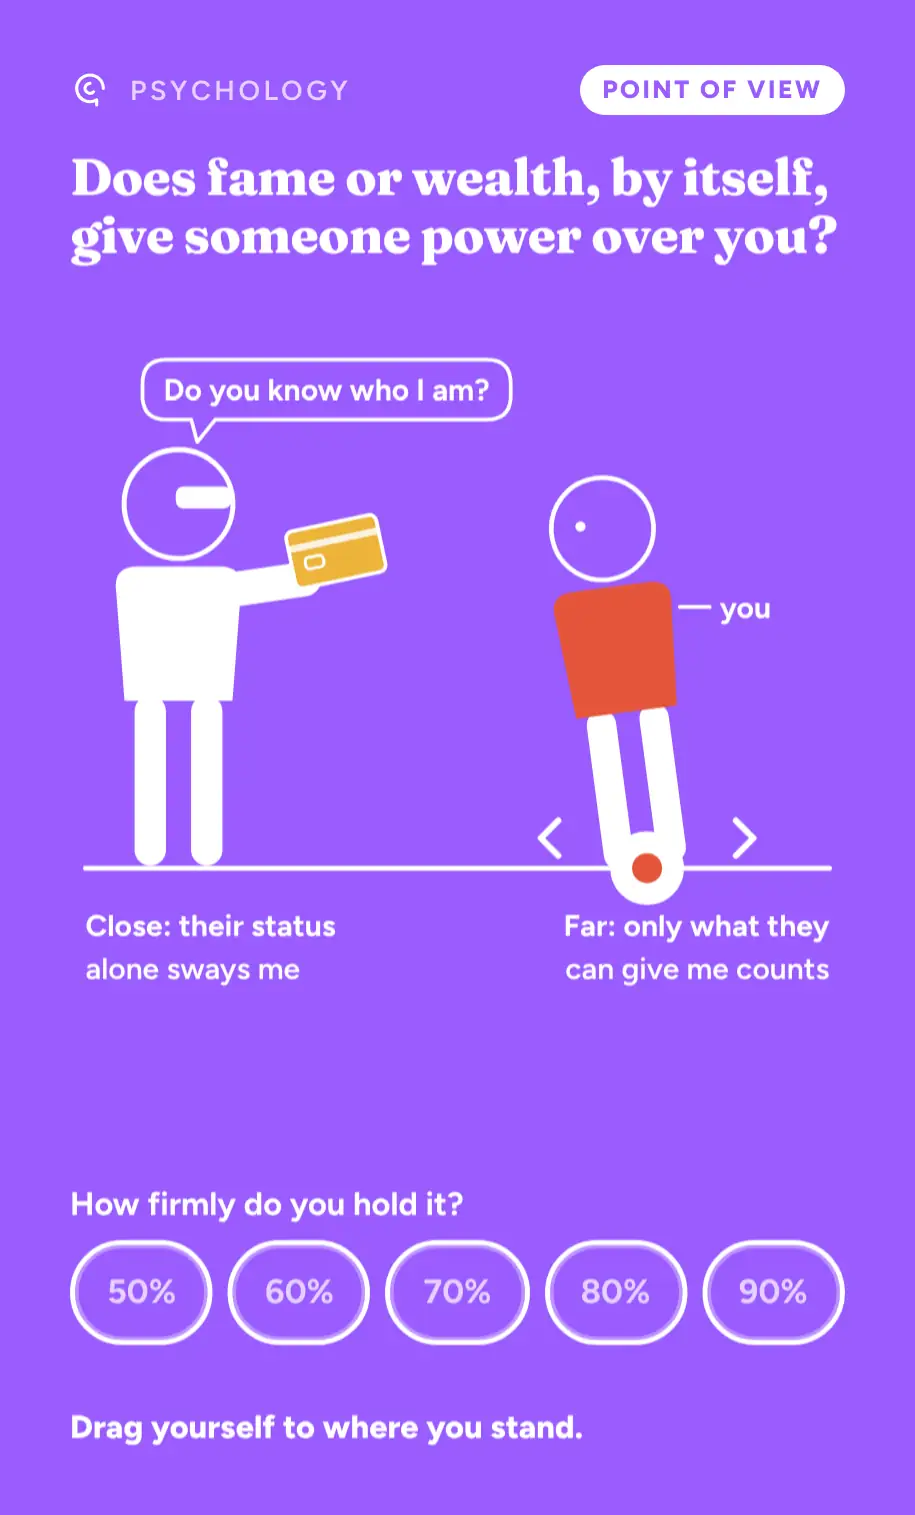 PSYCHOLOGY
POINT OF VIEW
Does fame or wealth, by itself,
give someone power over you?
Do you know who I am?
you
Close: their status
alone sways me
Far: only what they
can give me counts
How firmly do you hold it?
50% 60% 70% 80% 90%
Drag yourself to where you stand.